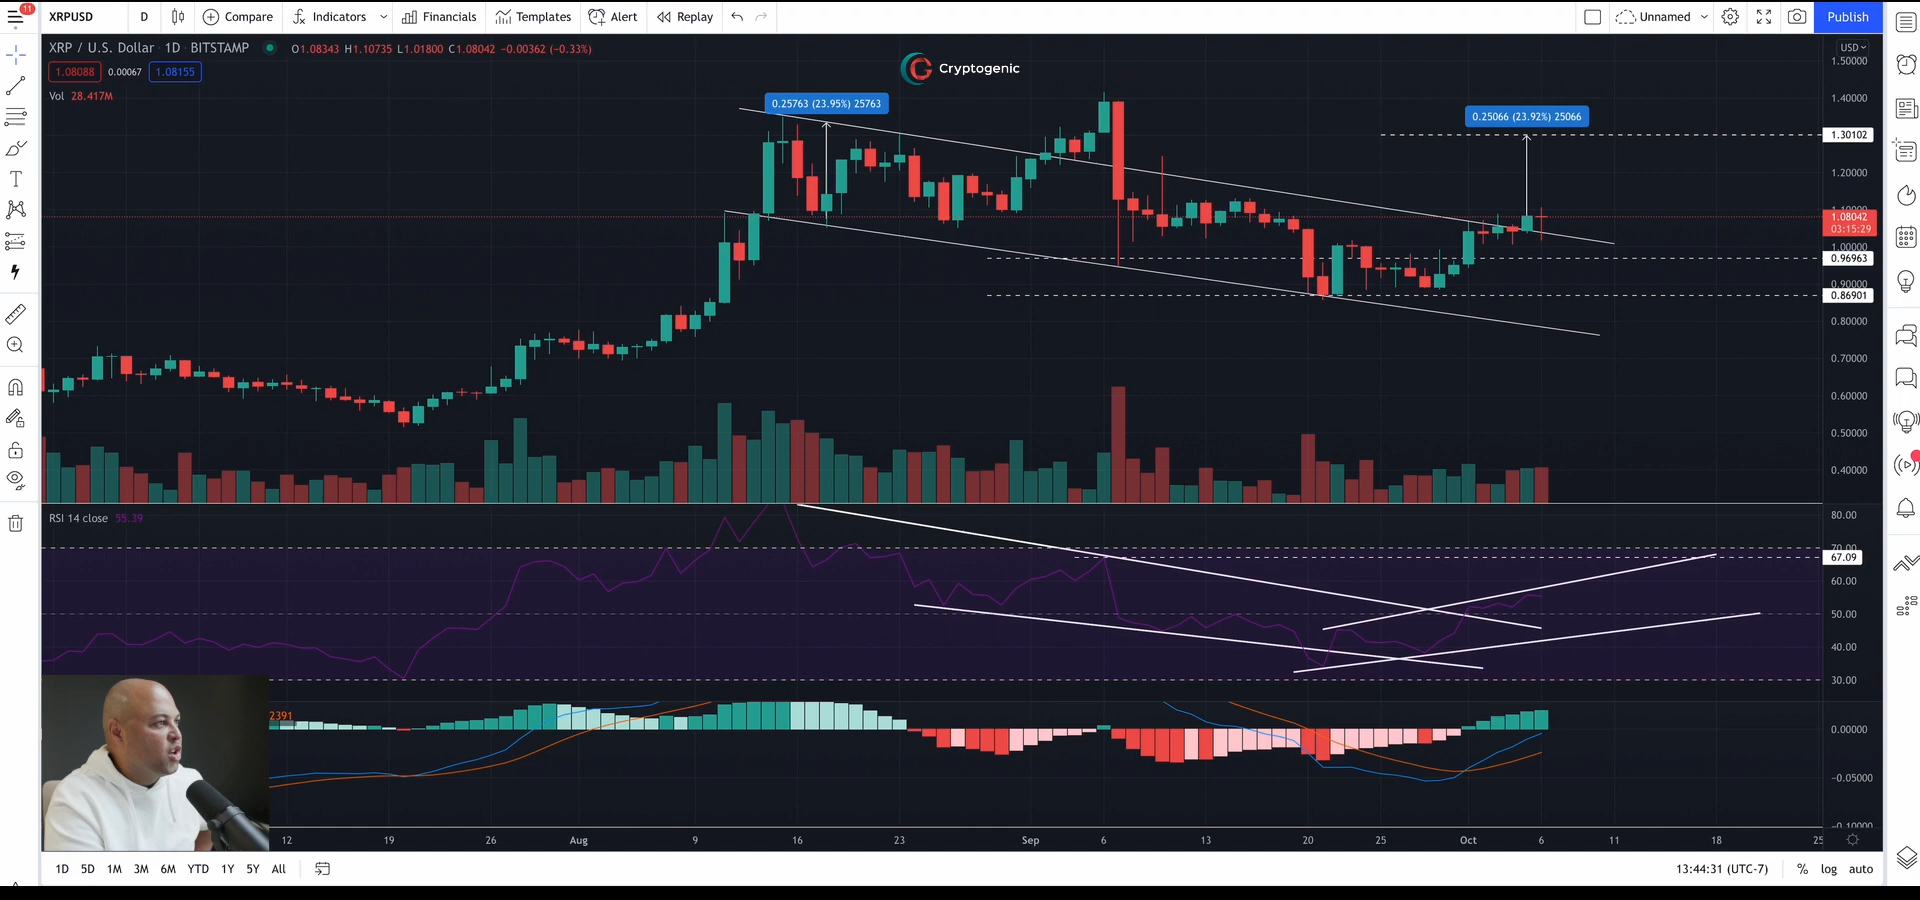 11
XRPUSD D Compare Indicators Financials Templates Alert Replay Unnamed Publish
XRP / U.S. Dollar · 1D · BITSTAMP O1.08343 H1.10735 L1.01800 C1.08042 −0.00362 (−0.33%)
1.08088 0.00067 1.08155
Vol 28.417M
Cryptogenic
USD
0.25763 (23.95%) 25763
0.25066 (23.92%) 25066
1.50000
1.40000
1.30102
1.20000
1.10000
1.08042
03:15:29
1.00000
0.96963
0.90000
0.86901
0.80000
0.70000
0.60000
0.50000
0.40000
RSI 14 close 55.39
80.00
70.00
67.09
60.00
50.00
40.00
30.00
2391
0.00000
−0.05000
−0.10000
12 19 26 Aug 9 16 23 Sep 6 13 20 25 Oct 6 11 18 25
1D 5D 1M 3M 6M YTD 1Y 5Y All 13:44:31 (UTC-7) % log auto